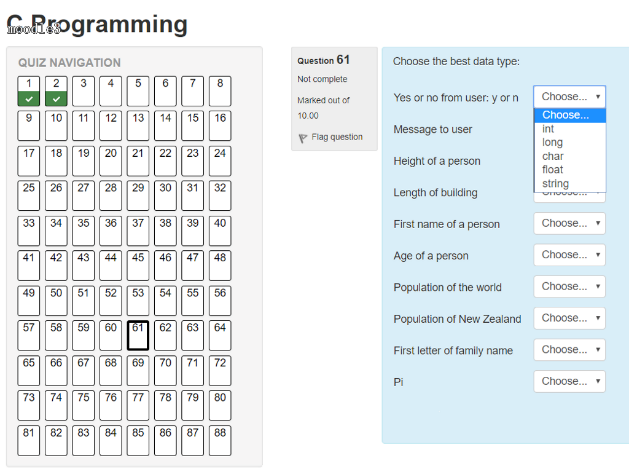 C Programming
moodle3
QUIZ NAVIGATION
1 2 3 4 5 6 7 8
9 10 11 12 13 14 15 16
17 18 19 20 21 22 23 24
25 26 27 28 29 30 31 32
33 34 35 36 37 38 39 40
41 42 43 44 45 46 47 48
49 50 51 52 53 54 55 56
57 58 59 60 61 62 63 64
65 66 67 68 69 70 71 72
73 74 75 76 77 78 79 80
81 82 83 84 85 86 87 88
Question 61
Not complete
Marked out of
10.00
Flag question
Choose the best data type:
Yes or no from user: y or n Choose...
Choose...
int
long
char
float
string
Message to user
Height of a person
Length of building Choose...
First name of a person Choose...
Age of a person Choose...
Population of the world Choose...
Population of New Zealand Choose...
First letter of family name Choose...
Pi Choose...